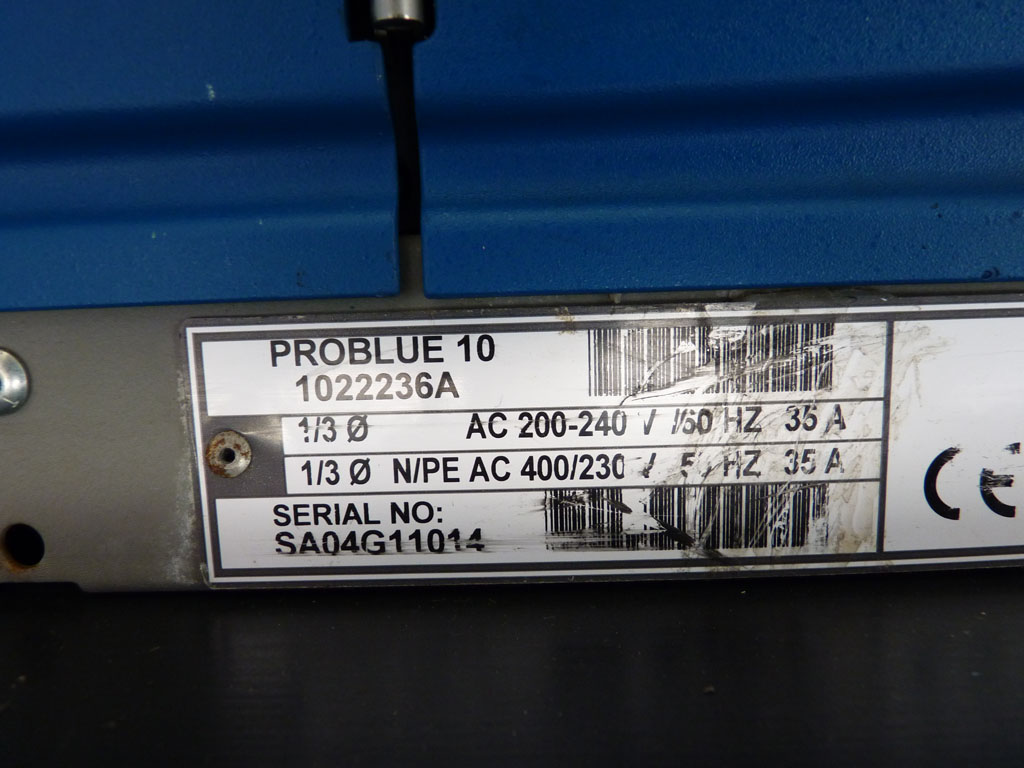 PROBLUE 10
1022236A
1/3 Ø AC 200-240 V /60 HZ 35 A
1/3 Ø N/PE AC 400/230 V HZ 35 A
SERIAL NO:
SA04G11014
CE